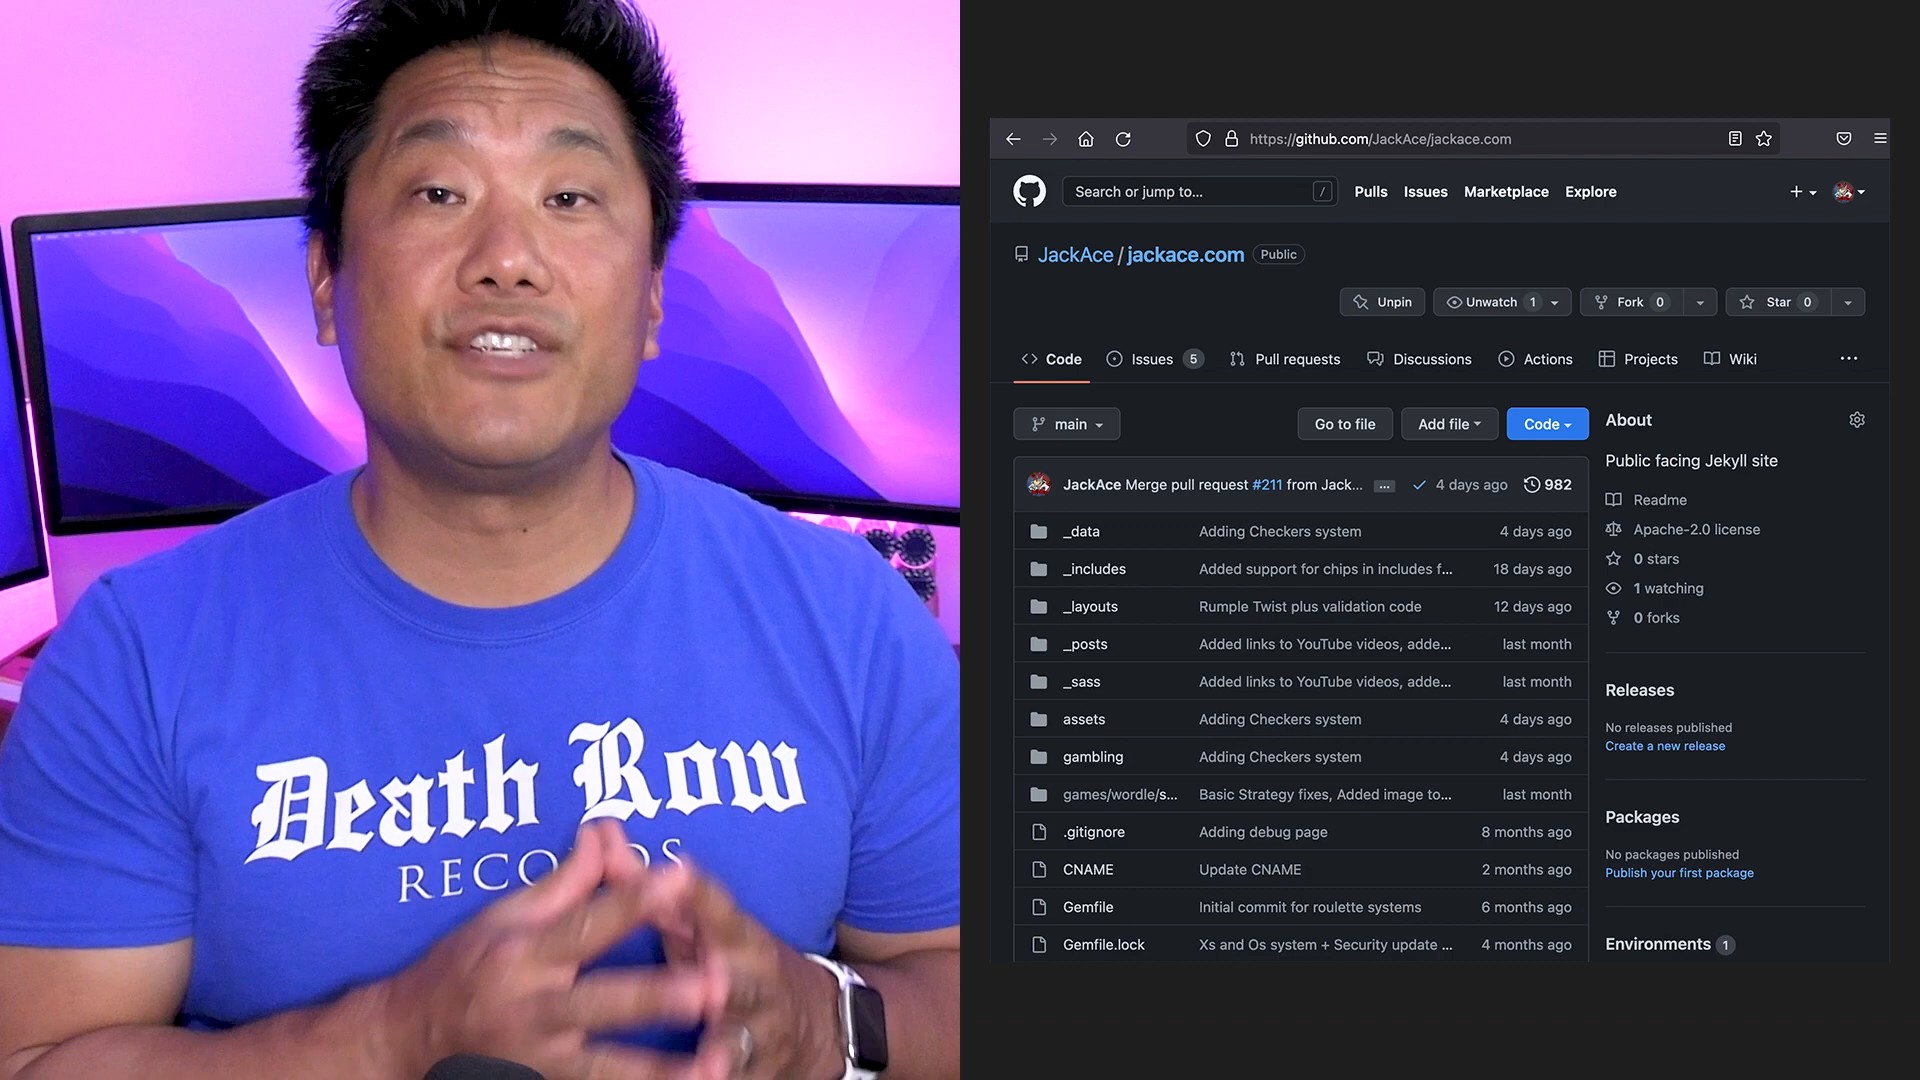 Death Row
RECORDS
https://github.com/JackAce/jackace.com
Search or jump to... /
Pulls Issues Marketplace Explore
JackAce / jackace.com Public
Unpin Unwatch 1 Fork 0 Star 0
Code Issues 5 Pull requests Discussions Actions Projects Wiki ...
main Go to file Add file Code
JackAce Merge pull request #211 from Jack... ... 4 days ago 982
_data Adding Checkers system 4 days ago
_includes Added support for chips in includes f... 18 days ago
_layouts Rumple Twist plus validation code 12 days ago
_posts Added links to YouTube videos, adde... last month
_sass Added links to YouTube videos, adde... last month
assets Adding Checkers system 4 days ago
gambling Adding Checkers system 4 days ago
games/wordle/s... Basic Strategy fixes, Added image to... last month
.gitignore Adding debug page 8 months ago
CNAME Update CNAME 2 months ago
Gemfile Initial commit for roulette systems 6 months ago
Gemfile.lock Xs and Os system + Security update ... 4 months ago
About
Public facing Jekyll site
Readme
Apache-2.0 license
0 stars
1 watching
0 forks
Releases
No releases published
Create a new release
Packages
No packages published
Publish your first package
Environments 1